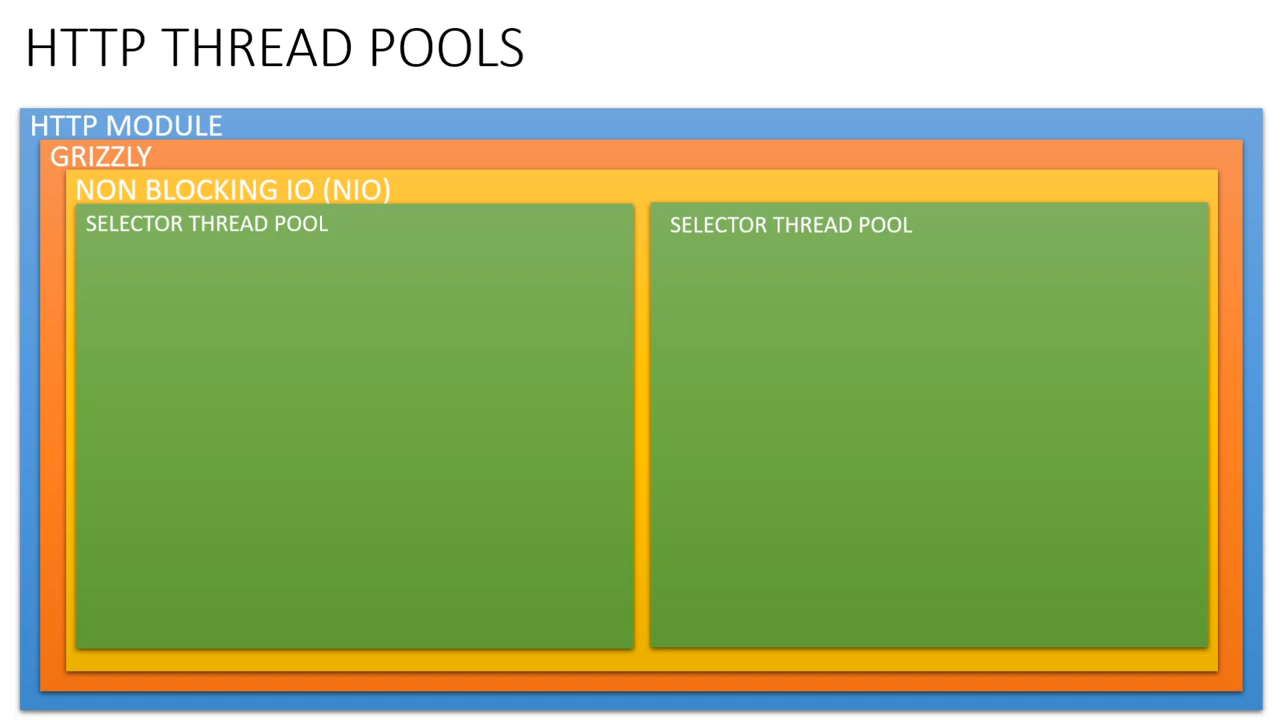 HTTP THREAD POOLS
HTTP MODULE
GRIZZLY
NON BLOCKING IO (NIO)
SELECTOR THREAD POOL
SELECTOR THREAD POOL